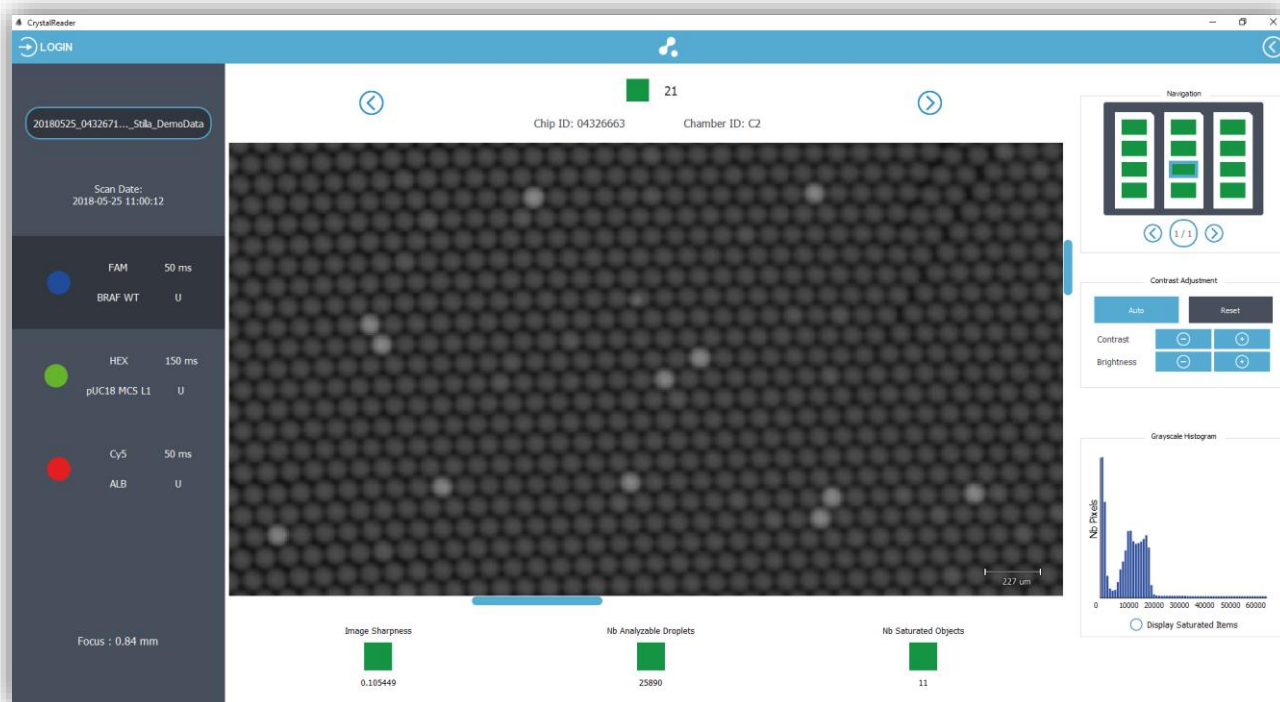 CrystalReader
LOGIN
20180525_0432671..._Stilla_DemoData
Scan Date:
2018-05-25 11:00:12
FAM 50 ms
BRAF WT U
HEX 150 ms
pUC18 MCS L1 U
Cy5 50 ms
ALB U
Focus : 0.84 mm
21
Chip ID: 04326663 Chamber ID: C2
227 um
Image Sharpness Nb Analyzable Droplets Nb Saturated Objects
0.105449 25890 11
Navigation
1 / 1
Contrast Adjustment
Auto Reset
Contrast
Brightness
Grayscale Histogram
Nb Pixels
0 10000 20000 30000 40000 50000 60000
Display Saturated Items